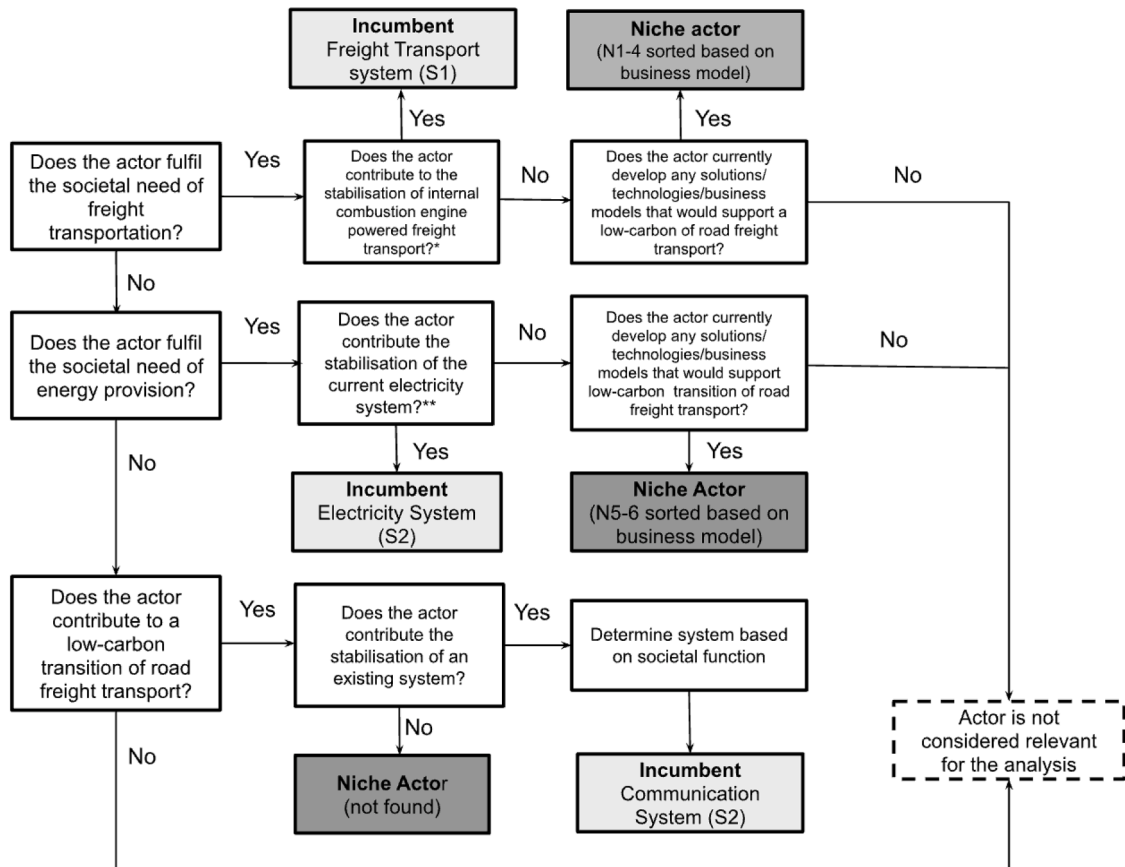 Incumbent
Freight Transport
system (S1)
Niche actor
(N1-4 sorted based on
business model)
Yes
Yes
Does the actor fulfil
the societal need of
freight
transportation?
Yes
Does the actor
contribute to the
stabilisation of internal
combustion engine
powered freight
transport?*
No
Does the actor currently
develop any solutions/
technologies/business
models that would support a
low-carbon of road freight
transport?
No
No
Does the actor fulfil
the societal need of
energy provision?
Yes
Does the actor
contribute the
stabilisation of the
current electricity
system?**
No
Does the actor currently
develop any solutions/
technologies/business
models that would support
low-carbon transition of road
freight transport?
No
No
Yes
Yes
Incumbent
Electricity System
(S2)
Niche Actor
(N5-6 sorted based on
business model)
Does the actor
contribute to a
low-carbon
transition of road
freight transport?
Yes
Does the actor
contribute the
stabilisation of an
existing system?
Yes
Determine system based
on societal function
No
No
Niche Actor
(not found)
Incumbent
Communication
System (S2)
Actor is not
considered relevant
for the analysis